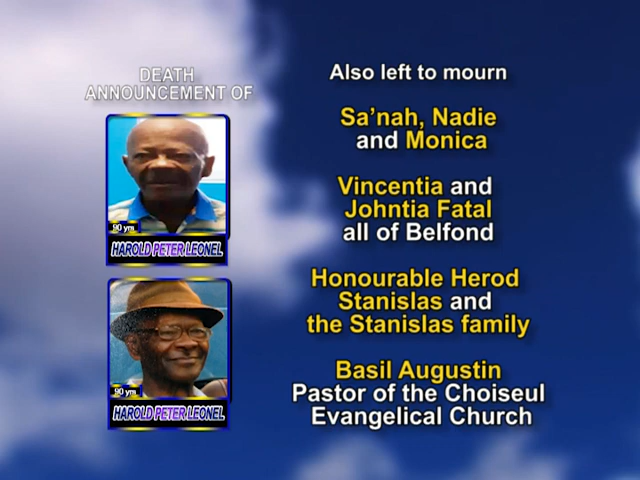 DEATH
ANNOUNCEMENT OF
90 yrs
HAROLD PETER LEONEL
90 yrs
HAROLD PETER LEONEL
Also left to mourn
Sa'nah, Nadie
and Monica
Vincentia and
Johntia Fatal
all of Belfond
Honourable Herod
Stanislas and
the Stanislas family
Basil Augustin
Pastor of the Choiseul
Evangelical Church